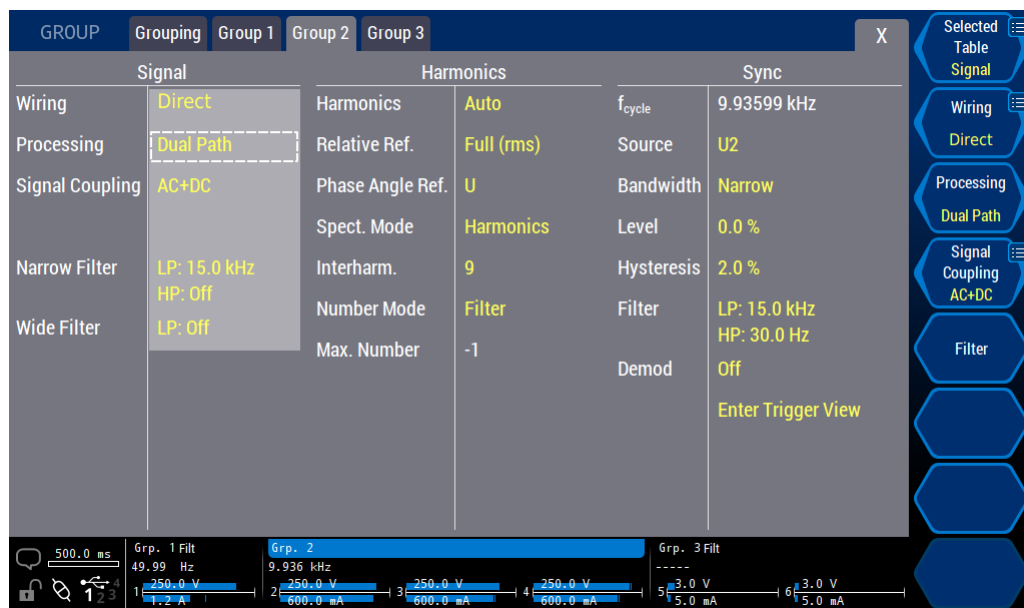 GROUP Grouping Group 1 Group 2 Group 3 X
Signal Harmonics Sync
Wiring Direct Harmonics Auto fcycle 9.93599 kHz
Processing Dual Path Relative Ref. Full (rms) Source U2
Signal Coupling AC+DC Phase Angle Ref. U Bandwidth Narrow
Spect. Mode Harmonics Level 0.0 %
Narrow Filter LP: 15.0 kHz Interharm. 9 Hysteresis 2.0 %
HP: Off
Number Mode Filter Filter LP: 15.0 kHz
Wide Filter LP: Off HP: 30.0 Hz
Max. Number -1
Demod Off
Enter Trigger View
Selected
Table
Signal
Wiring
Direct
Processing
Dual Path
Signal
Coupling
AC+DC
Filter
500.0 ms Grp. 1 Filt Grp. 2 Grp. 3 Filt
49.99 Hz 9.936 kHz -----
4
1 2 3
1 250.0 V 2 250.0 V 3 250.0 V 4 250.0 V 5 3.0 V 6 3.0 V
1.2 A 600.0 mA 600.0 mA 600.0 mA 5.0 mA 5.0 mA